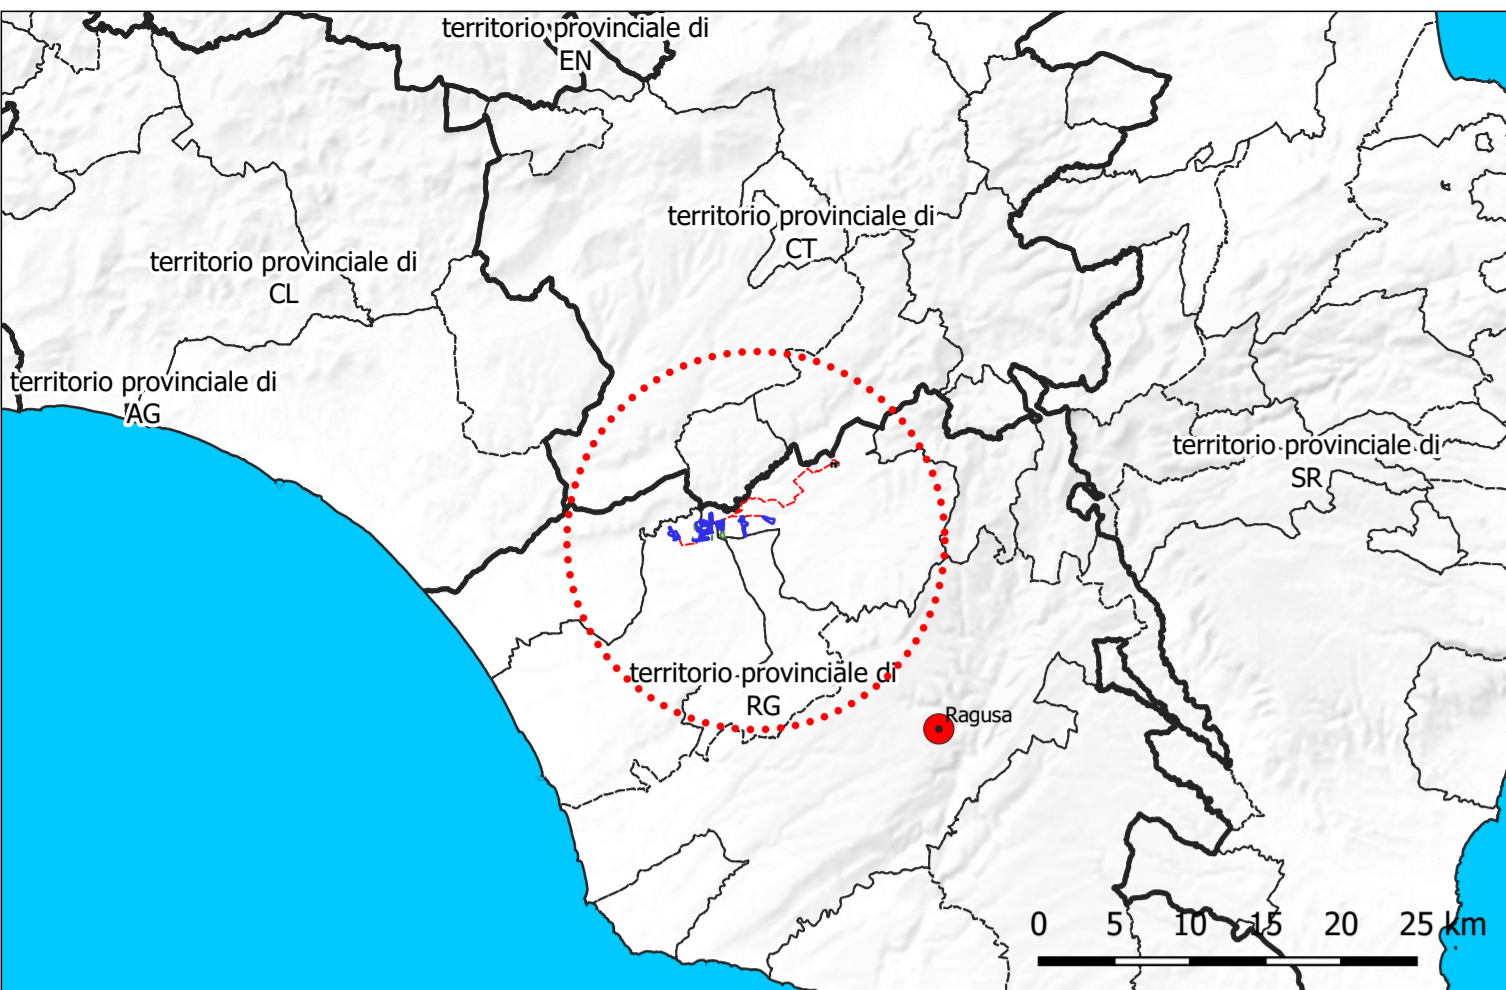 territorio provinciale di
EN
territorio provinciale di
CT
territorio provinciale di
CL
territorio provinciale di
AG
territorio provinciale di
SR
territorio provinciale di
RG
Ragusa
0 5 10 15 20 25 km